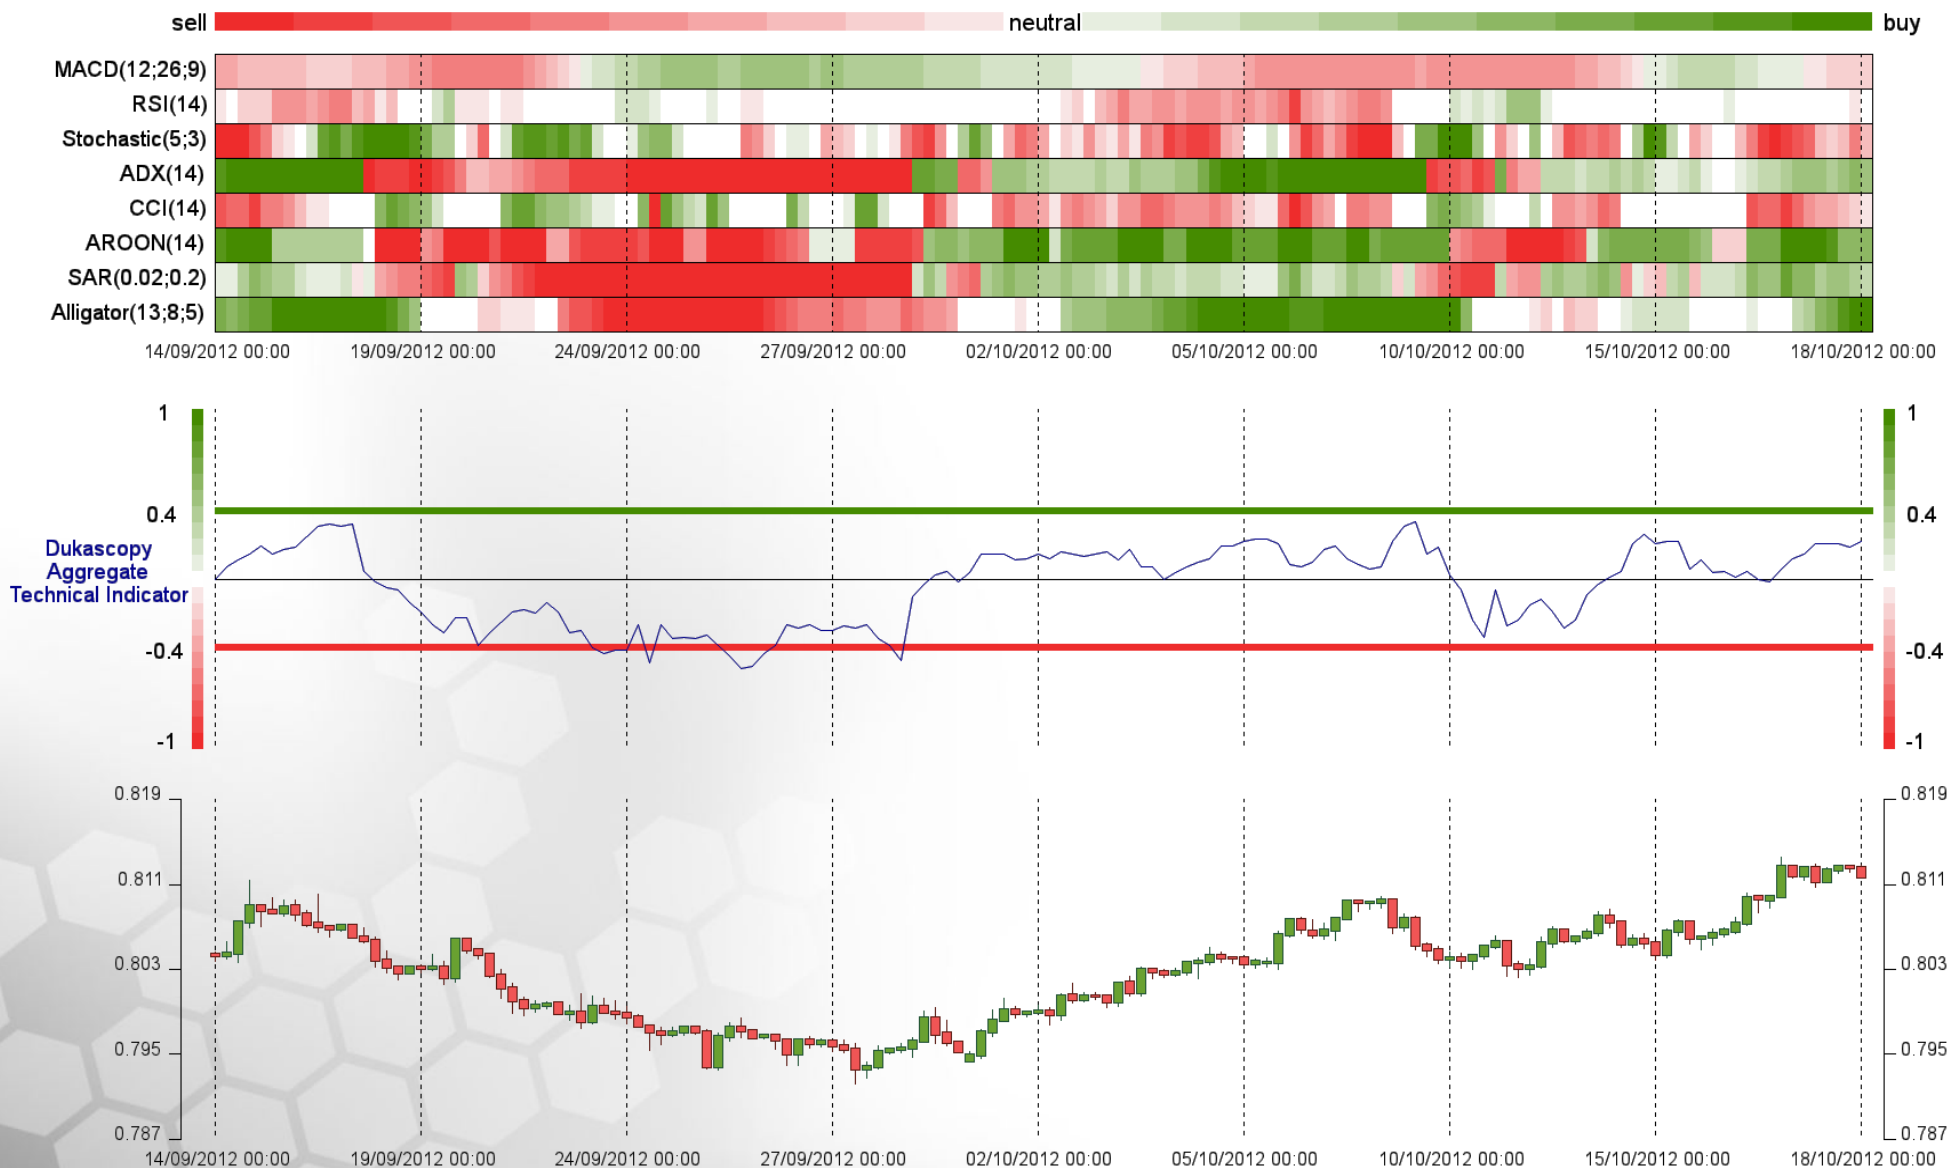 sell neutral buy
MACD(12;26;9)
RSI(14)
Stochastic(5;3)
ADX(14)
CCI(14)
AROON(14)
SAR(0.02;0.2)
Alligator(13;8;5)
14/09/2012 00:00 19/09/2012 00:00 24/09/2012 00:00 27/09/2012 00:00 02/10/2012 00:00 05/10/2012 00:00 10/10/2012 00:00 15/10/2012 00:00 18/10/2012 00:00
1 1
0.4 0.4
Dukascopy
Aggregate
Technical Indicator
-0.4 -0.4
-1 -1
0.819 0.819
0.811 0.811
0.803 0.803
0.795 0.795
0.787 0.787
14/09/2012 00:00 19/09/2012 00:00 24/09/2012 00:00 27/09/2012 00:00 02/10/2012 00:00 05/10/2012 00:00 10/10/2012 00:00 15/10/2012 00:00 18/10/2012 00:00